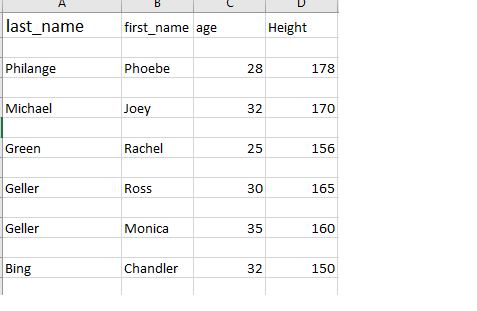 A B C D
last_name first_name age Height
Philange Phoebe 28 178
Michael Joey 32 170
Green Rachel 25 156
Geller Ross 30 165
Geller Monica 35 160
Bing Chandler 32 150